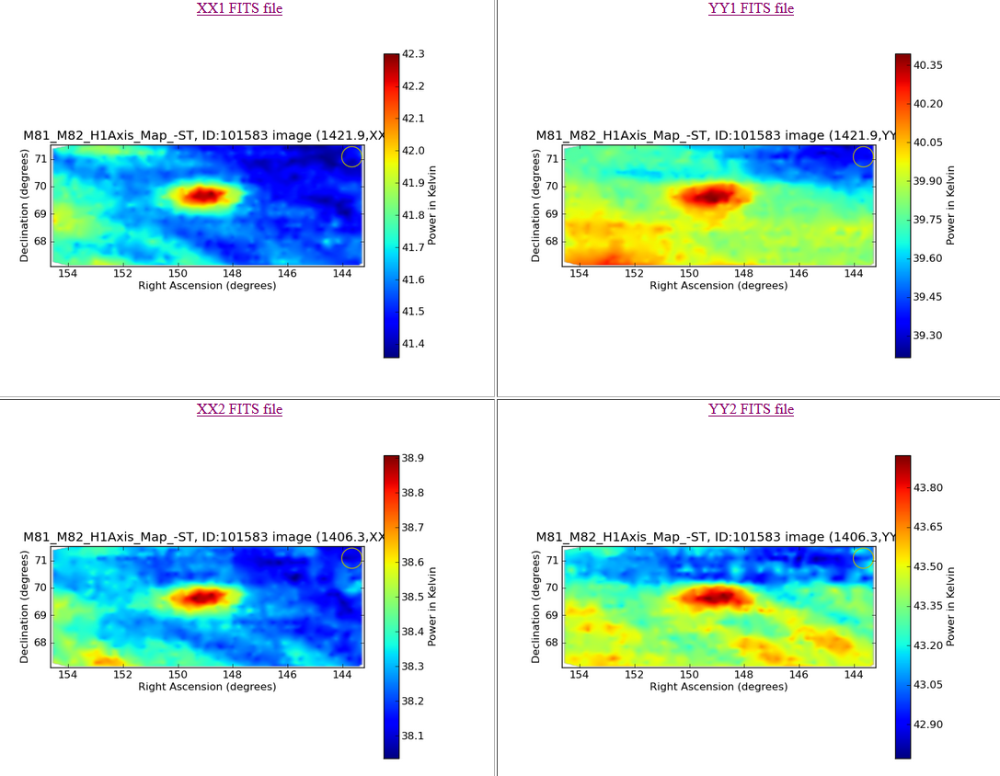 XX1 FITS file
M81_M82_H1Axis_Map_-ST, ID:101583 image (1421.9,XX
Declination (degrees)
71
70
69
68
154 152 150 148 146 144
Right Ascension (degrees)
42.3
42.2
42.1
42.0
41.9
41.8
41.7
41.6
41.5
41.4
Power in Kelvin
YY1 FITS file
M81_M82_H1Axis_Map_-ST, ID:101583 image (1421.9,YY
Declination (degrees)
71
70
69
68
154 152 150 148 146 144
Right Ascension (degrees)
40.35
40.20
40.05
39.90
39.75
39.60
39.45
39.30
Power in Kelvin
XX2 FITS file
M81_M82_H1Axis_Map_-ST, ID:101583 image (1406.3,XX
Declination (degrees)
71
70
69
68
154 152 150 148 146 144
Right Ascension (degrees)
38.9
38.8
38.7
38.6
38.5
38.4
38.3
38.2
38.1
Power in Kelvin
YY2 FITS file
M81_M82_H1Axis_Map_-ST, ID:101583 image (1406.3,YY
Declination (degrees)
71
70
69
68
154 152 150 148 146 144
Right Ascension (degrees)
43.80
43.65
43.50
43.35
43.20
43.05
42.90
Power in Kelvin